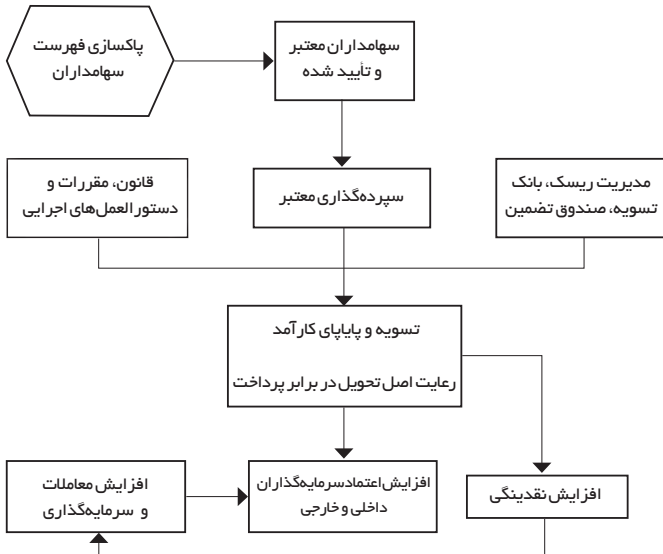 پاکسازی فهرست
سهامداران
سهامداران معتبر
و تأیید شده
قانون، مقررات و
دستورالعمل‌های اجرایی
سپرده‌گذاری معتبر
مدیریت ریسک، بانک
تسویه، صندوق تضمین
تسویه و پایاپای کارآمد
رعایت اصل تحویل در برابر پرداخت
افزایش معاملات
و سرمایه‌گذاری
افزایش اعتماد سرمایه‌گذاران
داخلی و خارجی
افزایش نقدینگی